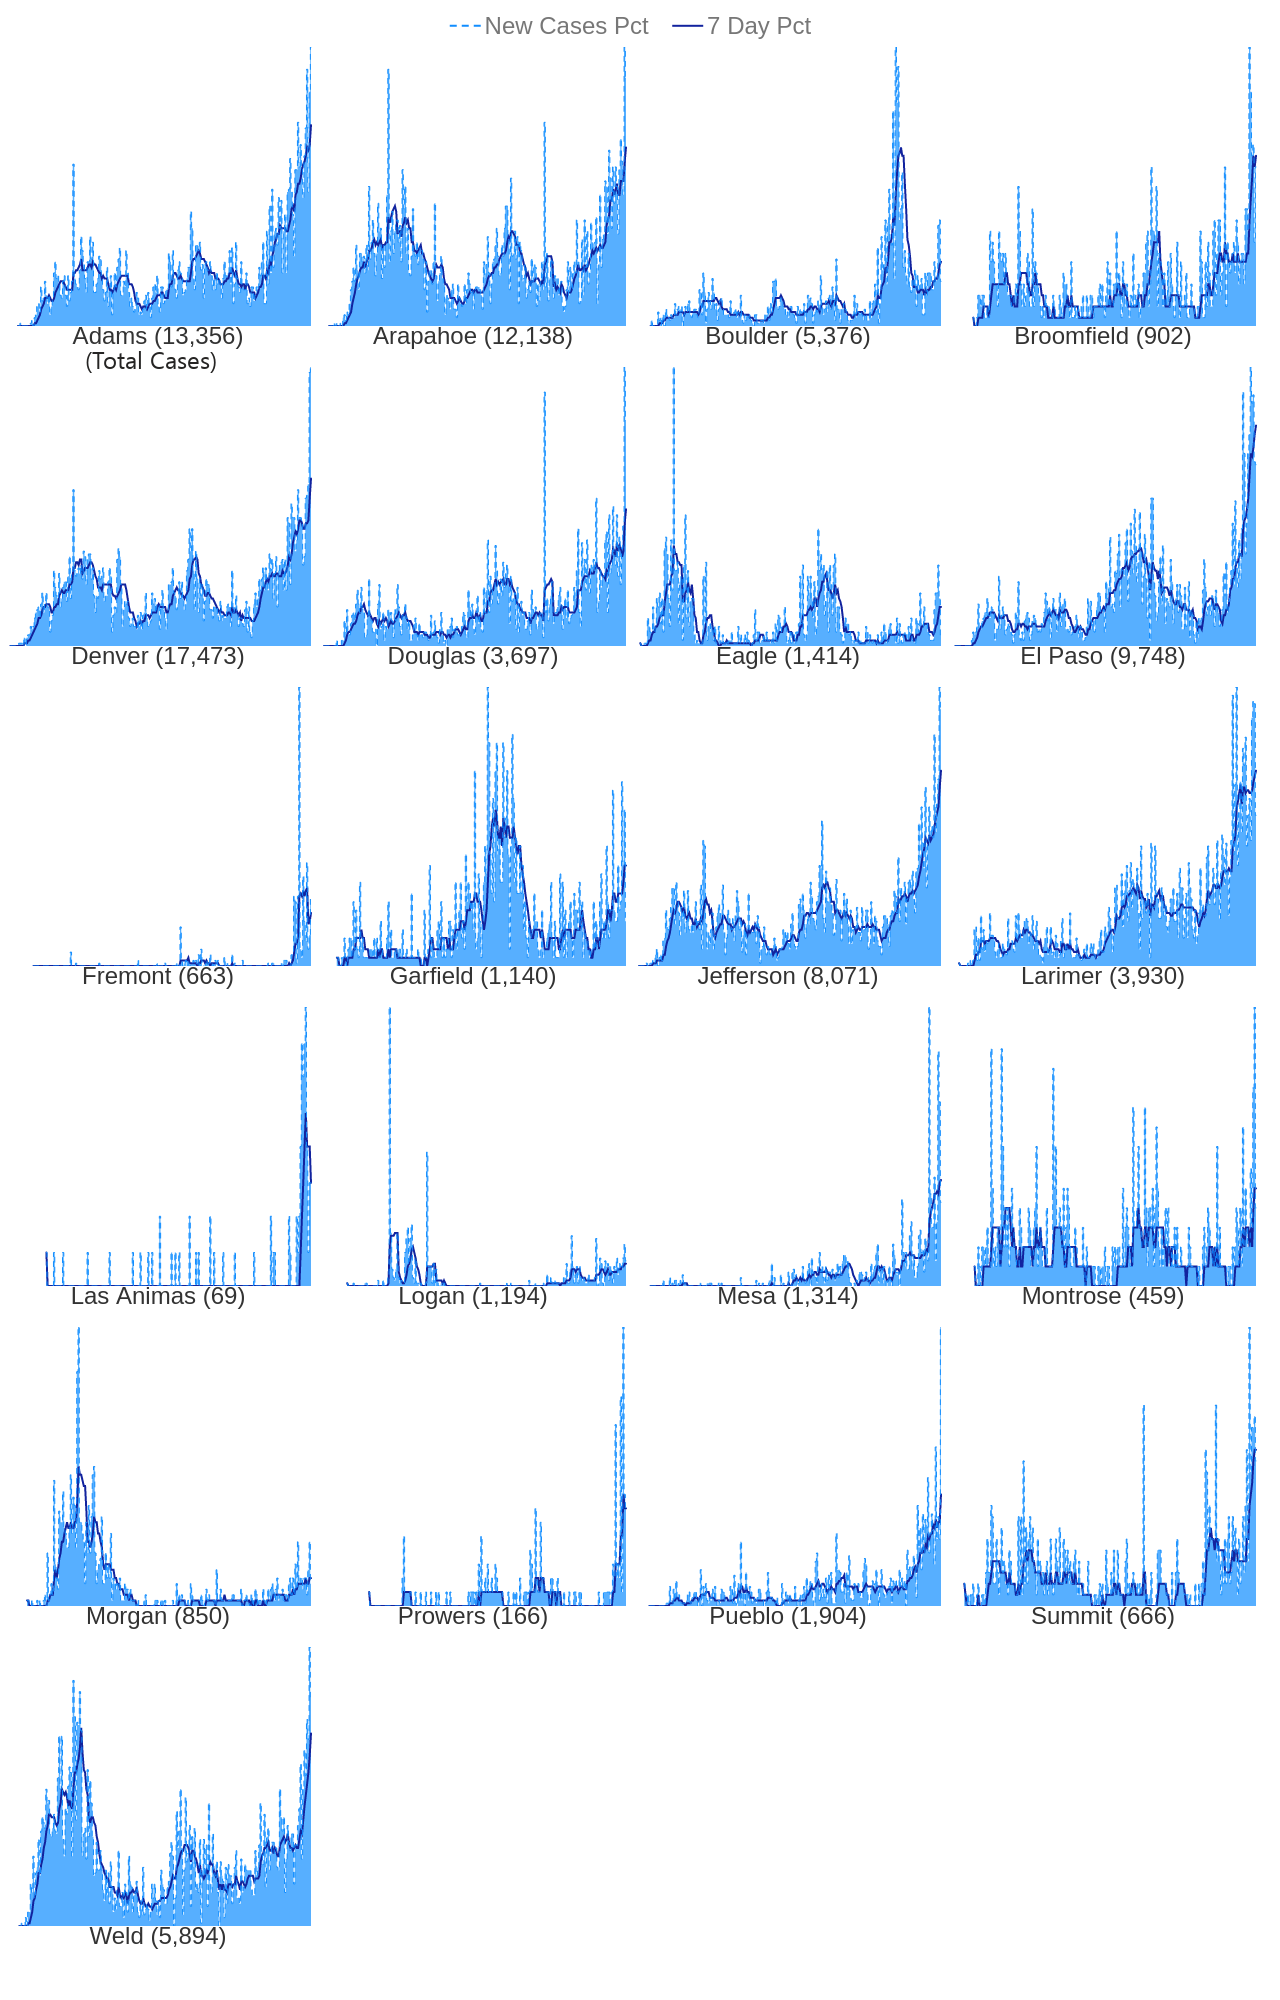 New Cases Pct 7 Day Pct
Adams (13,356) Arapahoe (12,138) Boulder (5,376) Broomfield (902)
(Total Cases)
Denver (17,473) Douglas (3,697) Eagle (1,414) El Paso (9,748)
Fremont (663) Garfield (1,140) Jefferson (8,071) Larimer (3,930)
Las Animas (69) Logan (1,194) Mesa (1,314) Montrose (459)
Morgan (850) Prowers (166) Pueblo (1,904) Summit (666)
Weld (5,894)